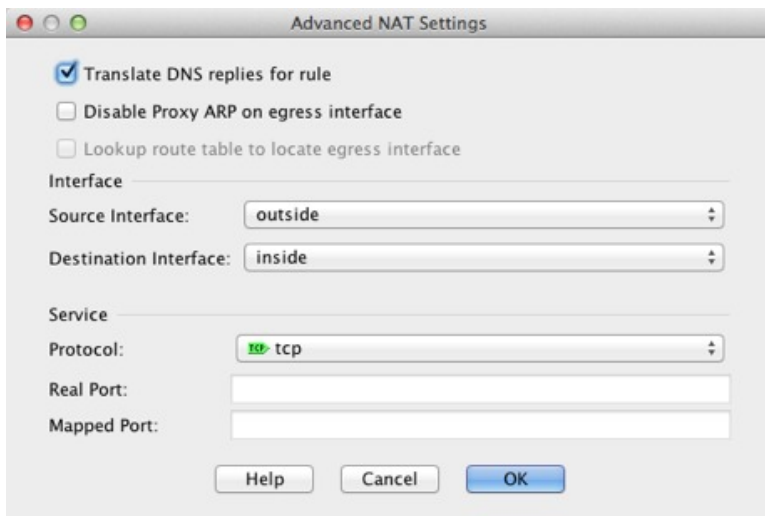 Advanced NAT Settings
Translate DNS replies for rule
Disable Proxy ARP on egress interface
Lookup route table to locate egress interface
Interface
Source Interface: outside
Destination Interface: inside
Service
Protocol: TCP tcp
Real Port:
Mapped Port:
Help Cancel OK